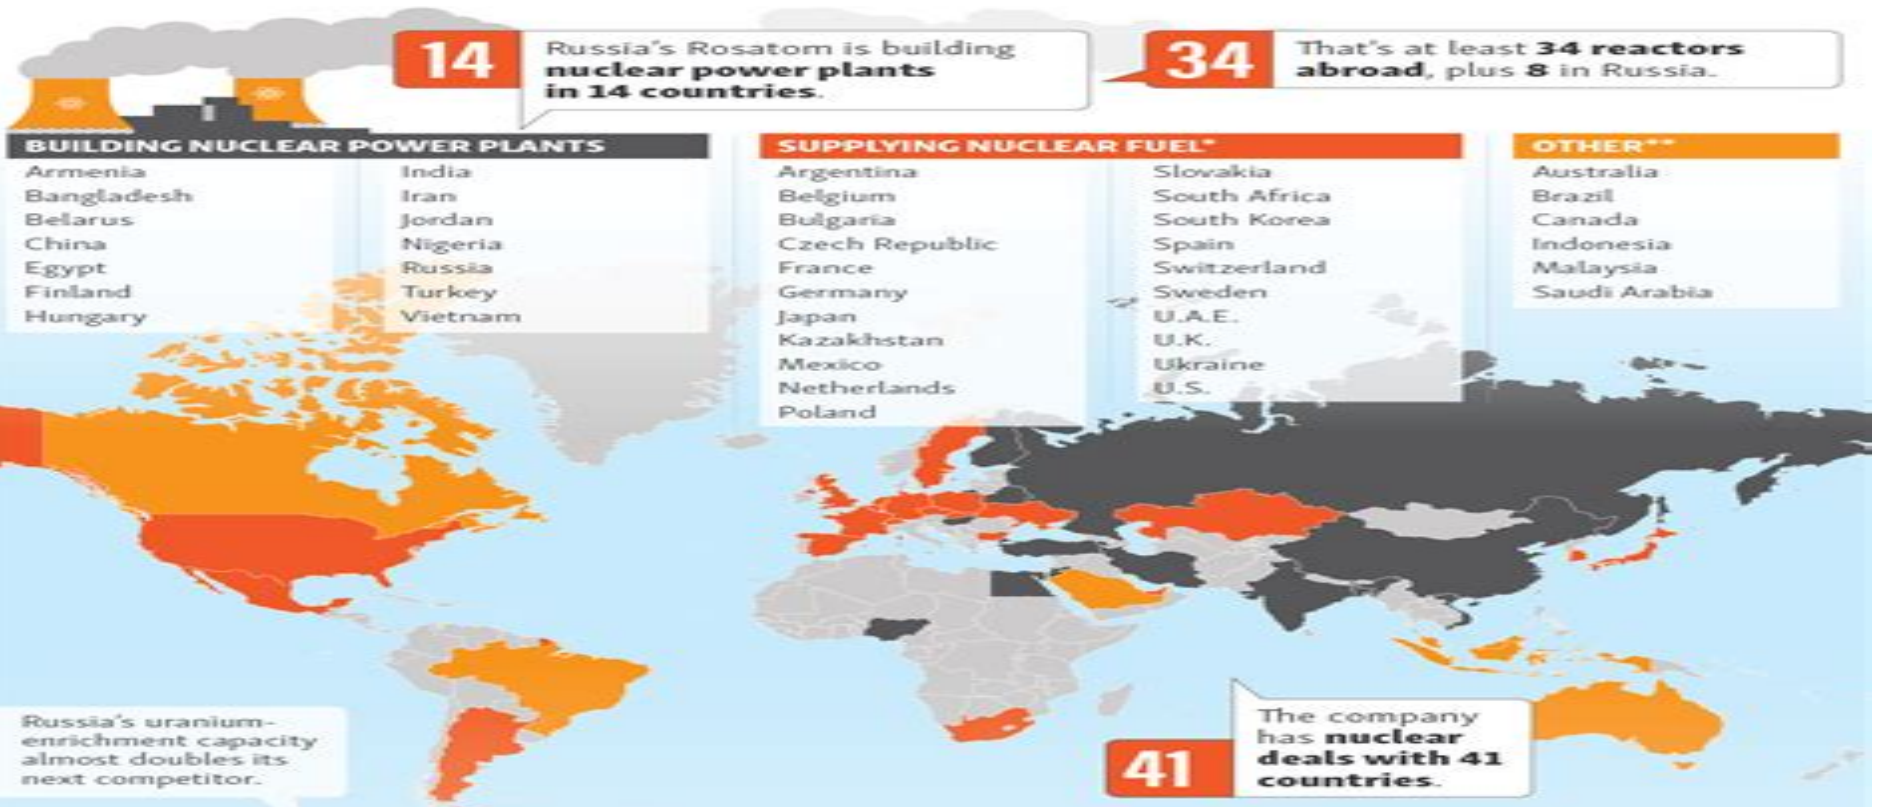 14
Russia's Rosatom is building
nuclear power plants
in 14 countries.
34
That's at least 34 reactors
abroad, plus 8 in Russia.
BUILDING NUCLEAR POWER PLANTS
Armenia
Bangladesh
Belarus
China
Egypt
Finland
Hungary
India
Iran
Jordan
Nigeria
Russia
Turkey
Vietnam
SUPPLYING NUCLEAR FUEL*
Argentina
Belgium
Bulgaria
Czech Republic
France
Germany
Japan
Kazakhstan
Mexico
Netherlands
Poland
Slovakia
South Africa
South Korea
Spain
Switzerland
Sweden
U.A.E.
U.K.
Ukraine
U.S.
OTHER**
Australia
Brazil
Canada
Indonesia
Malaysia
Saudi Arabia
Russia's uranium-
enrichment capacity
almost doubles its
next competitor.
41
The company
has nuclear
deals with 41
countries.